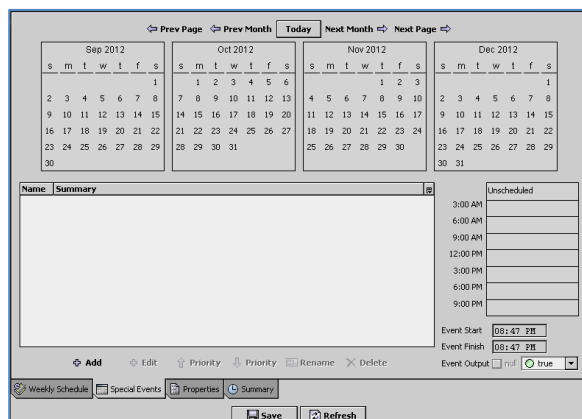 Prev Page Prev Month Today Next Month Next Page
Sep 2012 Oct 2012 Nov 2012 Dec 2012
s m t w t f s s m t w t f s s m t w t f s s m t w t f s
1 1 2 3 4 5 6 1 2 3 1
2 3 4 5 6 7 8 7 8 9 10 11 12 13 4 5 6 7 8 9 10 2 3 4 5 6 7 8
9 10 11 12 13 14 15 14 15 16 17 18 19 20 11 12 13 14 15 16 17 9 10 11 12 13 14 15
16 17 18 19 20 21 22 21 22 23 24 25 26 27 18 19 20 21 22 23 24 16 17 18 19 20 21 22
23 24 25 26 27 28 29 28 29 30 31 25 26 27 28 29 30 23 24 25 26 27 28 29
30 30 31
Name Summary
Unscheduled
3:00 AM
6:00 AM
9:00 AM
12:00 PM
3:00 PM
6:00 PM
9:00 PM
Event Start 08:47 PM
Event Finish 08:47 PM
Add Edit Priority Priority Rename Delete Event Output null true
Weekly Schedule Special Events Properties Summary
Save Refresh